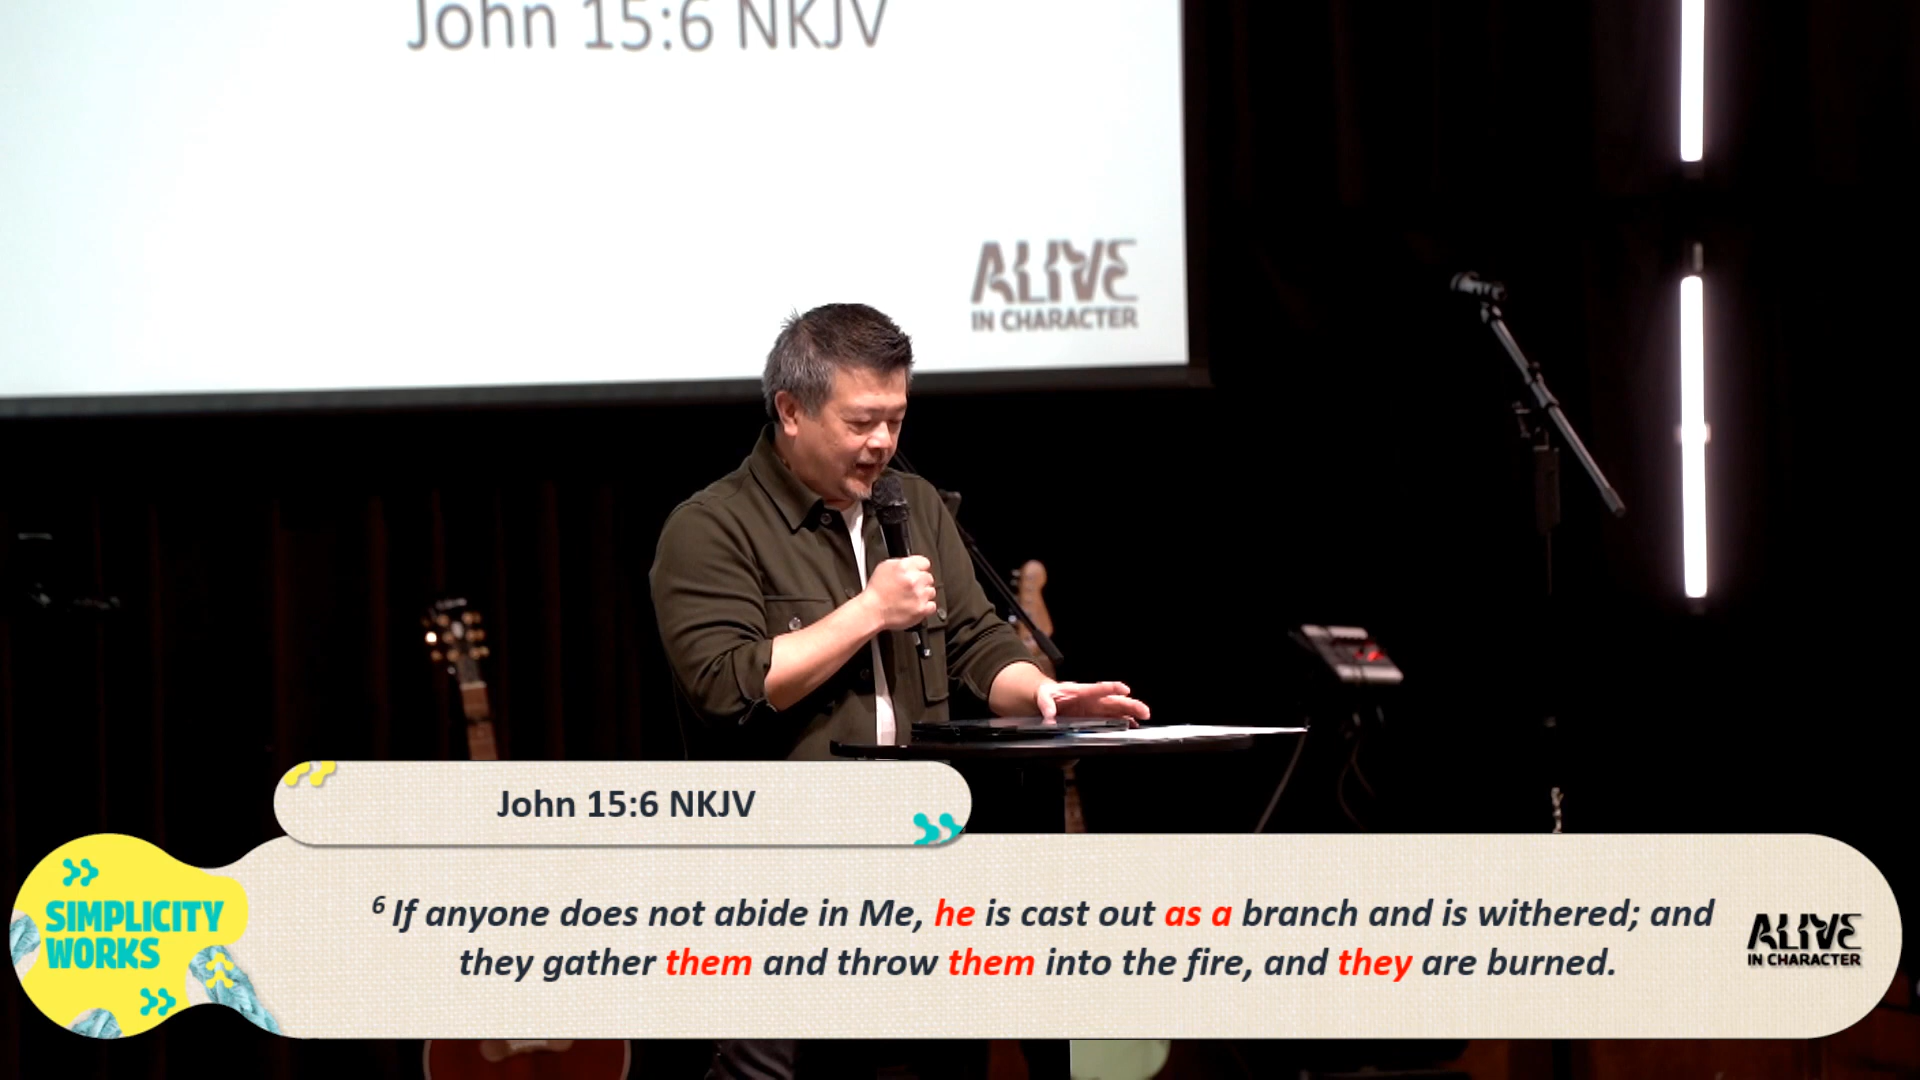 John 15:6 NKJV
ALIVE
IN CHARACTER
John 15:6 NKJV
SIMPLICITY
WORKS
6 If anyone does not abide in Me, he is cast out as a branch and is withered; and
they gather them and throw them into the fire, and they are burned.
ALIVE
IN CHARACTER